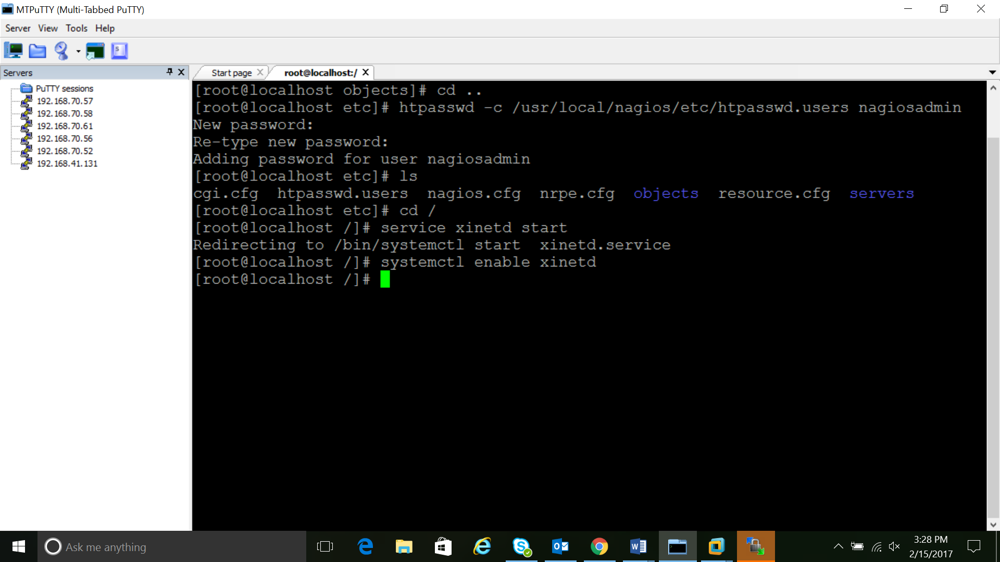 MTPuTTY (Multi-Tabbed PuTTY)
Server View Tools Help
Servers
PuTTY sessions
192.168.70.57
192.168.70.58
192.168.70.61
192.168.70.56
192.168.70.52
192.168.41.131
Start page root@localhost:/
[root@localhost objects]# cd ..
[root@localhost etc]# htpasswd -c /usr/local/nagios/etc/htpasswd.users nagiosadmin
New password:
Re-type new password:
Adding password for user nagiosadmin
[root@localhost etc]# ls
cgi.cfg htpasswd.users nagios.cfg nrpe.cfg objects resource.cfg servers
[root@localhost etc]# cd /
[root@localhost /]# service xinetd start
Redirecting to /bin/systemctl start  xinetd.service
[root@localhost /]# systemctl enable xinetd
[root@localhost /]#
Ask me anything
3:28 PM
2/15/2017